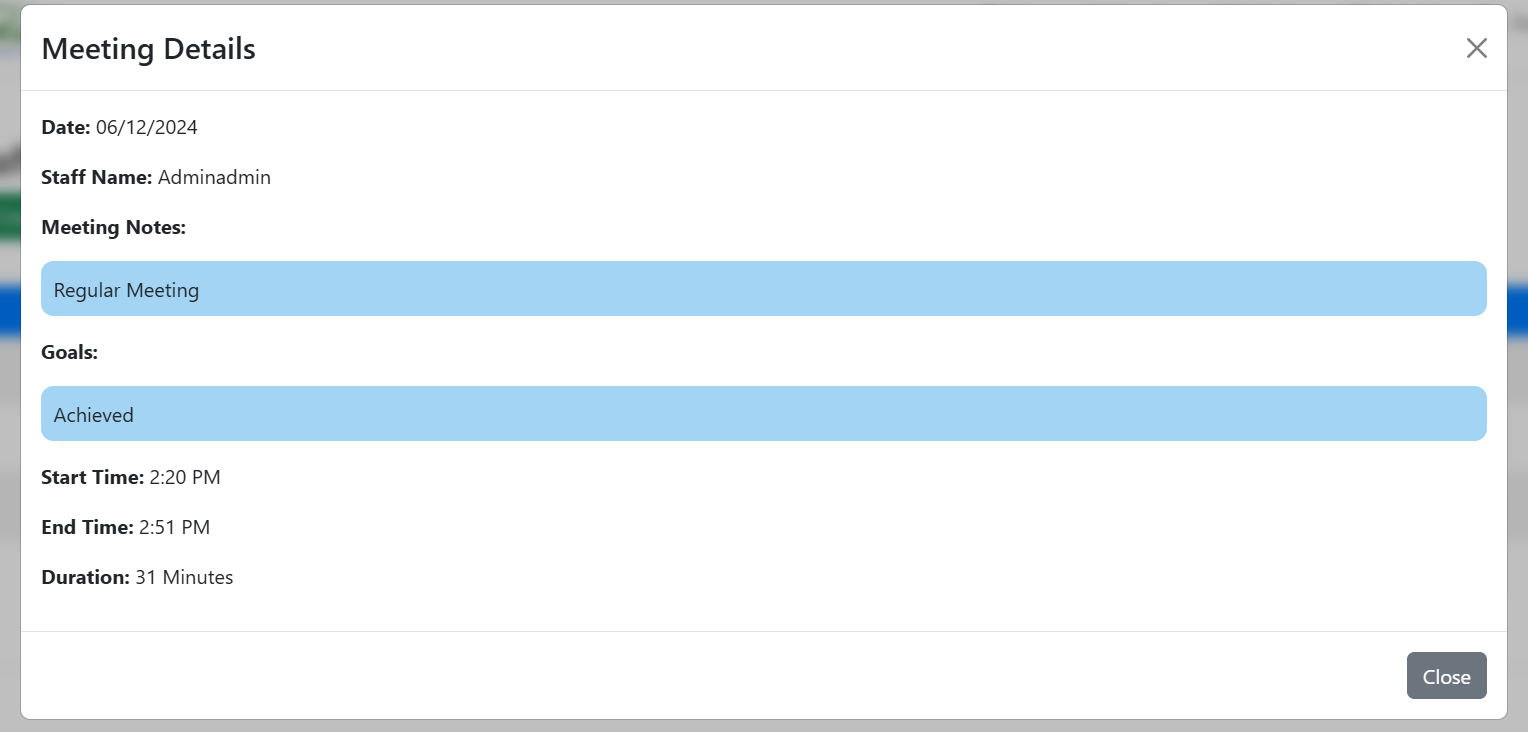 Meeting Details
Date: 06/12/2024
Staff Name: Adminadmin
Meeting Notes:
Regular Meeting
Goals:
Achieved
Start Time: 2:20 PM
End Time: 2:51 PM
Duration: 31 Minutes
Close